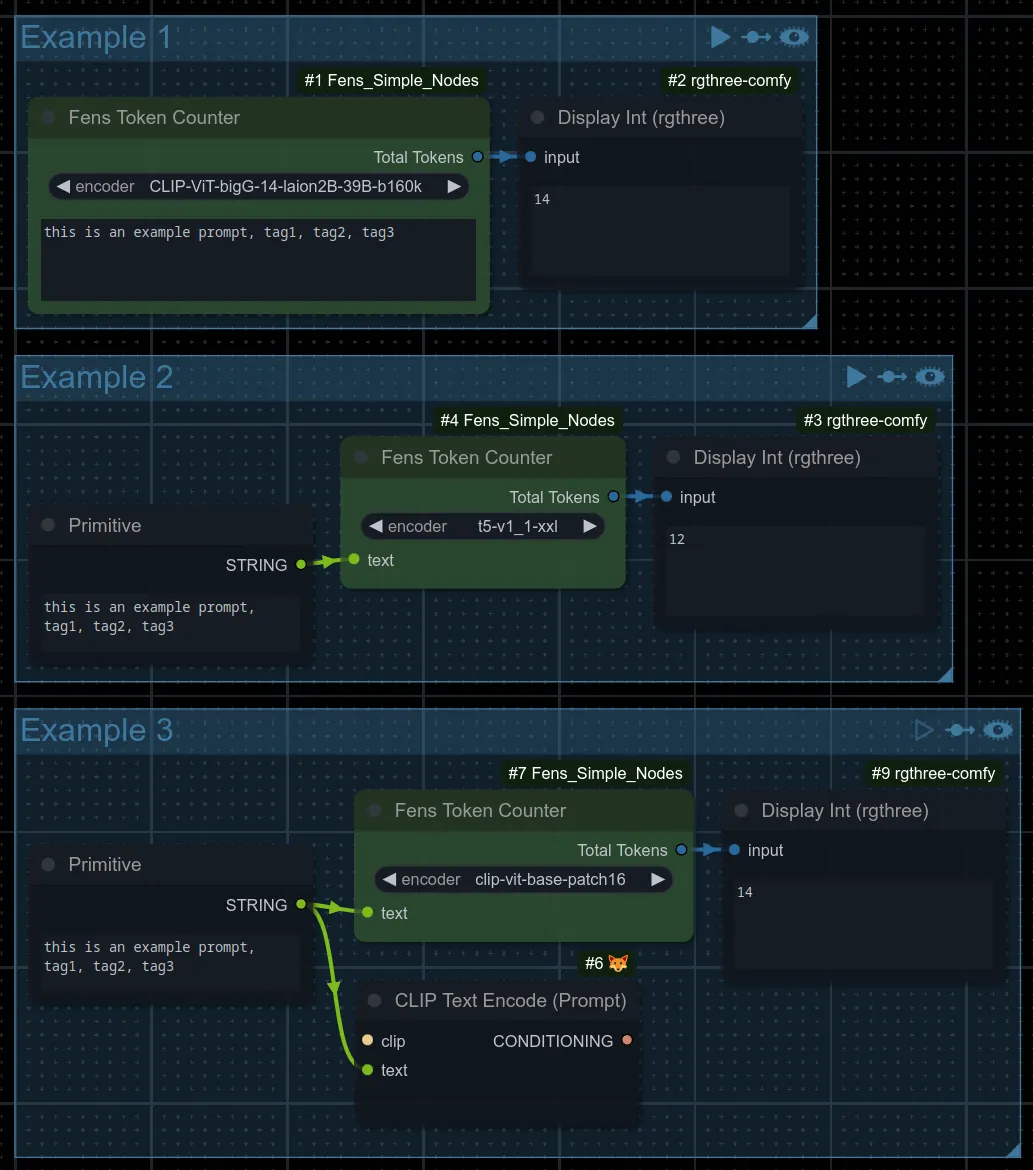 Example 1
#1 Fens_Simple_Nodes
#2 rgthree-comfy
Fens Token Counter
Display Int (rgthree)
Total Tokens
input
encoder CLIP-ViT-bigG-14-laion2B-39B-b160k
14
this is an example prompt, tag1, tag2, tag3
Example 2
#4 Fens_Simple_Nodes
#3 rgthree-comfy
Fens Token Counter
Display Int (rgthree)
Total Tokens
input
Primitive
encoder t5-v1_1-xxl
12
STRING
text
this is an example prompt,
tag1, tag2, tag3
Example 3
#7 Fens_Simple_Nodes
#9 rgthree-comfy
Fens Token Counter
Display Int (rgthree)
Total Tokens
input
Primitive
encoder clip-vit-base-patch16
14
STRING
text
this is an example prompt,
tag1, tag2, tag3
#6 🦊
CLIP Text Encode (Prompt)
clip
CONDITIONING
text